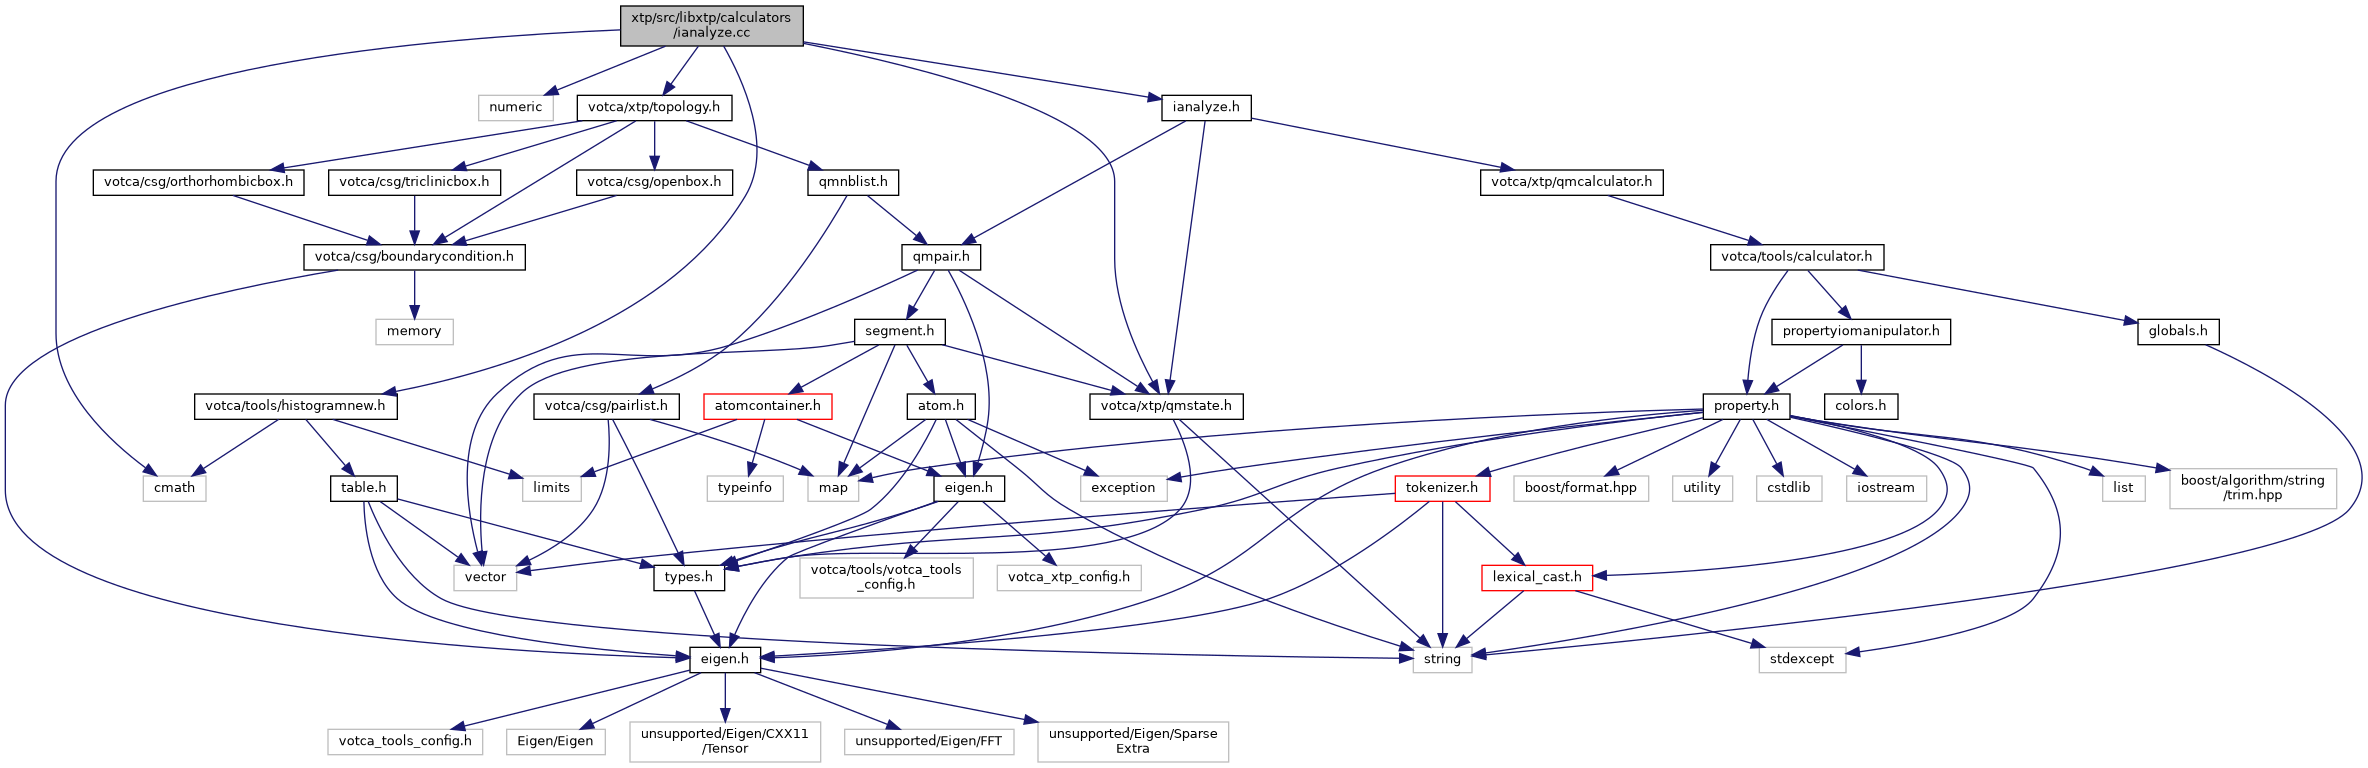 xtp/src/libxtp/calculators
/ianalyze.cc
numeric
votca/xtp/topology.h
ianalyze.h
votca/csg/orthorhombicbox.h
votca/csg/triclinicbox.h
votca/csg/openbox.h
qmnblist.h
votca/xtp/qmcalculator.h
votca/csg/boundarycondition.h
qmpair.h
votca/tools/calculator.h
memory
segment.h
propertyiomanipulator.h
globals.h
votca/tools/histogramnew.h
votca/csg/pairlist.h
atomcontainer.h
atom.h
votca/xtp/qmstate.h
property.h
colors.h
cmath
table.h
limits
typeinfo
map
eigen.h
exception
tokenizer.h
boost/format.hpp
utility
cstdlib
iostream
list
boost/algorithm/string
/trim.hpp
vector
types.h
votca/tools/votca_tools
_config.h
votca_xtp_config.h
lexical_cast.h
eigen.h
string
stdexcept
votca_tools_config.h
Eigen/Eigen
unsupported/Eigen/CXX11
/Tensor
unsupported/Eigen/FFT
unsupported/Eigen/Sparse
Extra